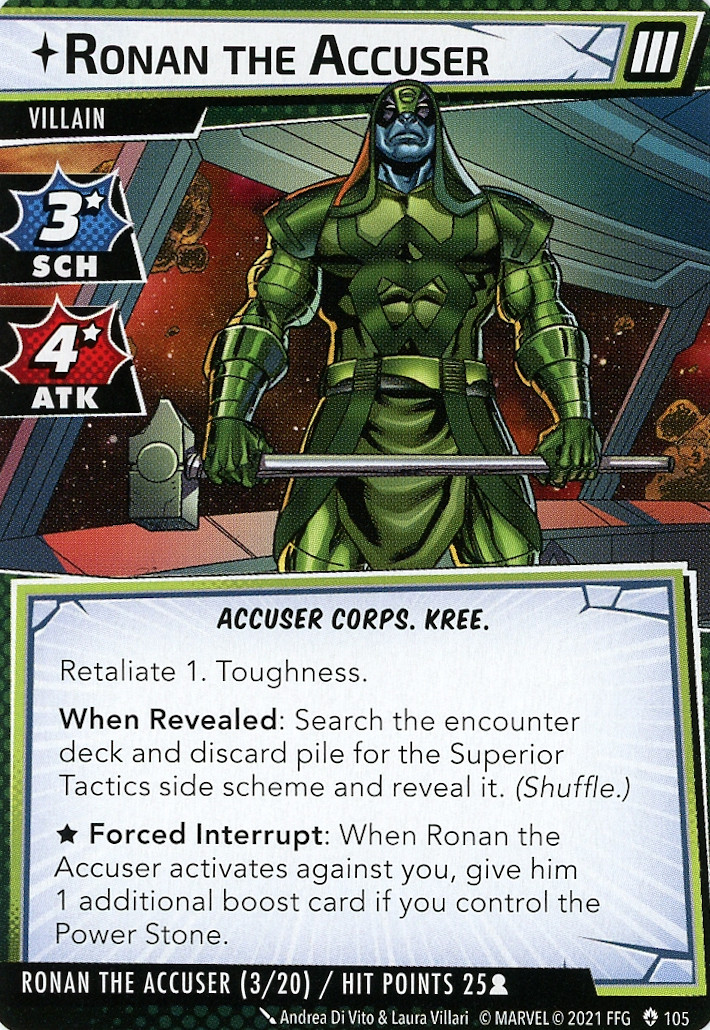 RONAN THE ACCUSER
III
VILLAIN
3
SCH
4
ATK
ACCUSER CORPS. KREE.
Retaliate 1. Toughness.
When Revealed: Search the encounter
deck and discard pile for the Superior
Tactics side scheme and reveal it. (Shuffle.)
★ Forced Interrupt: When Ronan the
Accuser activates against you, give him
1 additional boost card if you control the
Power Stone.
RONAN THE ACCUSER (3/20) / HIT POINTS 25
Andrea Di Vito & Laura Villari © MARVEL © 2021 FFG 105